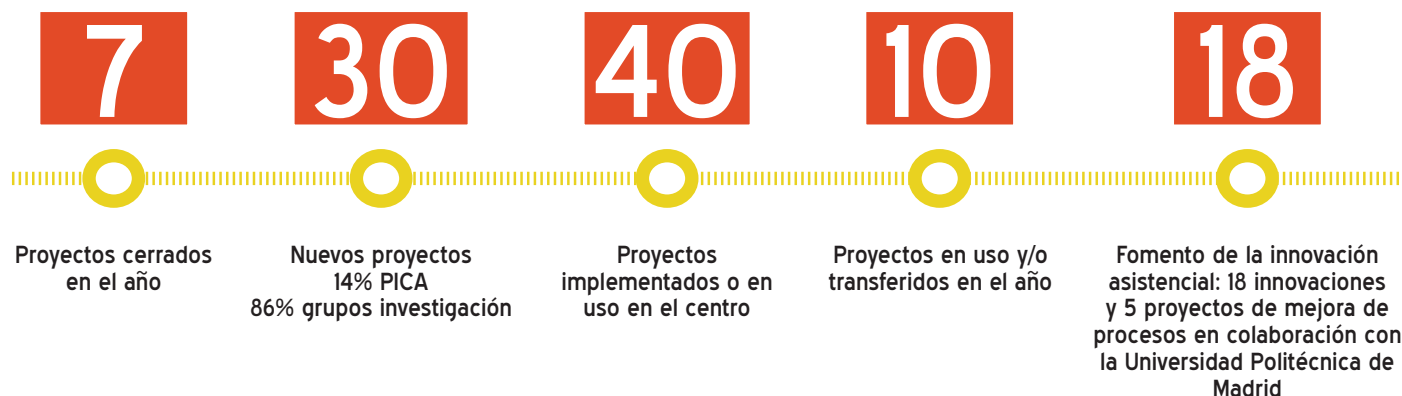 7
30
40
10
18
Proyectos cerrados
en el año
Nuevos proyectos
14% PICA
86% grupos investigación
Proyectos
implementados o en
uso en el centro
Proyectos en uso y/o
transferidos en el año
Fomento de la innovación
asistencial: 18 innovaciones
y 5 proyectos de mejora de
procesos en colaboración con
la Universidad Politécnica de
Madrid